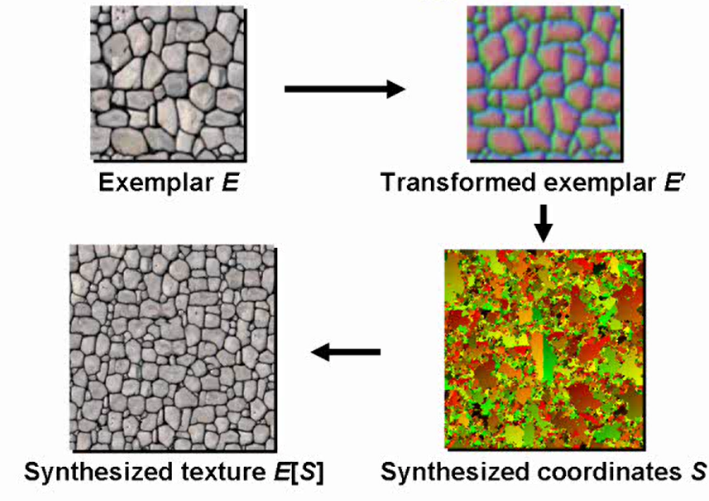 Exemplar E
Transformed exemplar E′
Synthesized texture E[S]
Synthesized coordinates S